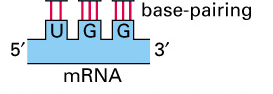 base-pairing
U G G
5′ 3′
mRNA